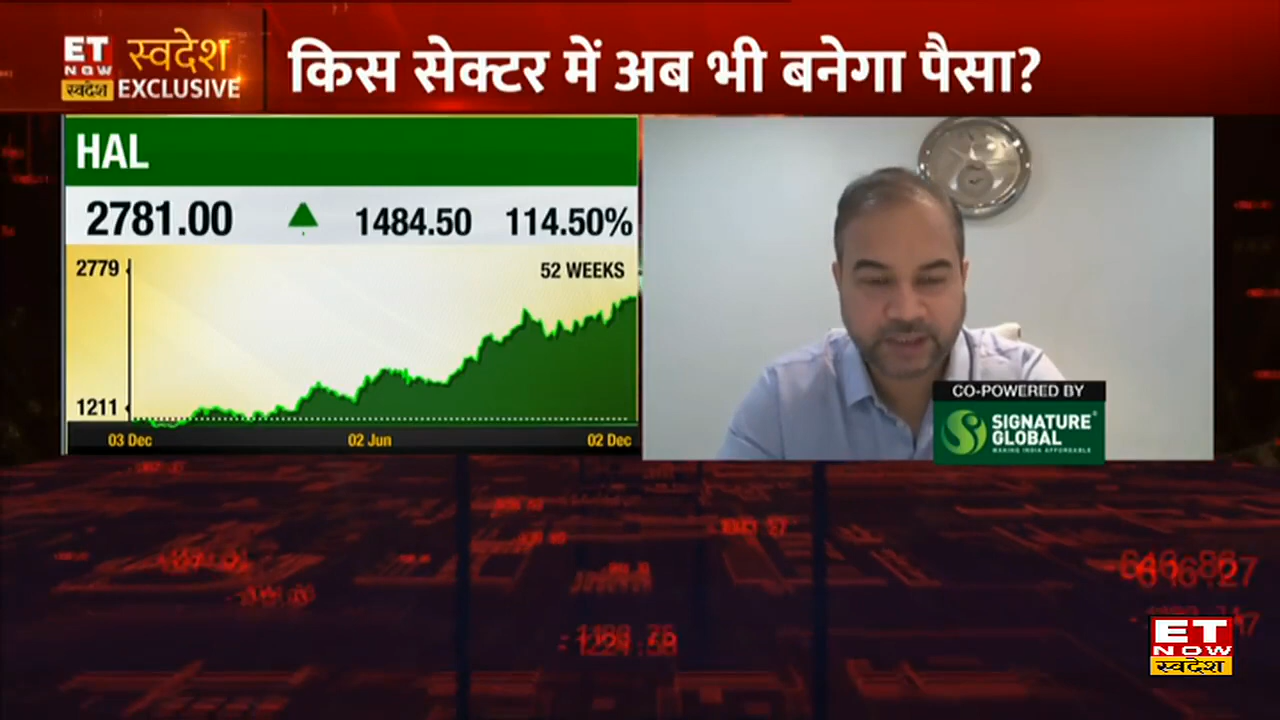 ET NOW स्वदेश
स्वदेश EXCLUSIVE
किस सेक्टर में अब भी बनेगा पैसा?
HAL
2781.00 ▲ 1484.50 114.50%
2779
52 WEEKS
1211
03 Dec 02 Jun 02 Dec
CO-POWERED BY
SIGNATURE
GLOBAL
MAKING INDIA AFFORDABLE
ET
NOW
स्वदेश